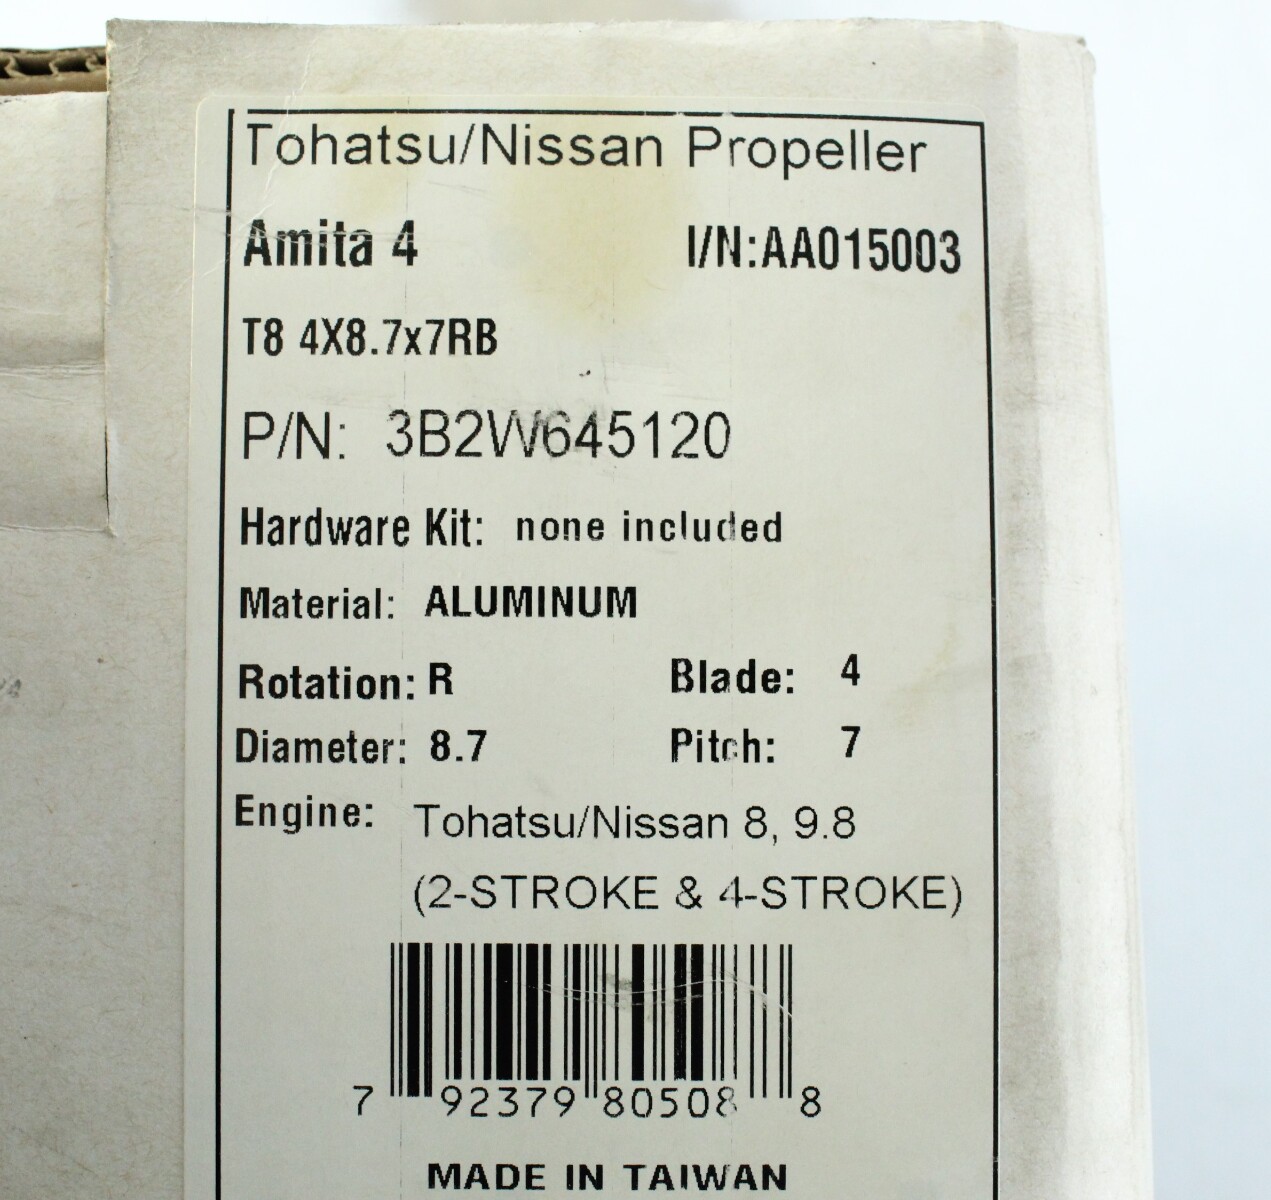 Tohatsu/Nissan Propeller
Amita 4 I/N:AA015003
T8 4X8.7x7RB
P/N: 3B2W645120
Hardware Kit: none included
Material: ALUMINUM
Rotation: R Blade: 4
Diameter: 8.7 Pitch: 7
Engine: Tohatsu/Nissan 8, 9.8
(2-STROKE & 4-STROKE)
7 92379 80508 8
MADE IN TAIWAN